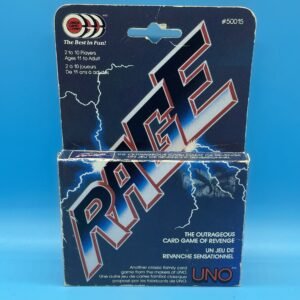 #50015
The Best In Fun!
2 to 10 Players
Ages 11 to Adult
2 à 10 joueurs
De 11 ans à adultes
RAGE
THE OUTRAGEOUS
CARD GAME OF REVENGE
UN JEU DE
REVANCHE SENSATIONNEL
Another classic family card
game from the makers of UNO
Une autre jeu de cartes familial classique
proposé par les fabricants de UNO
UNO